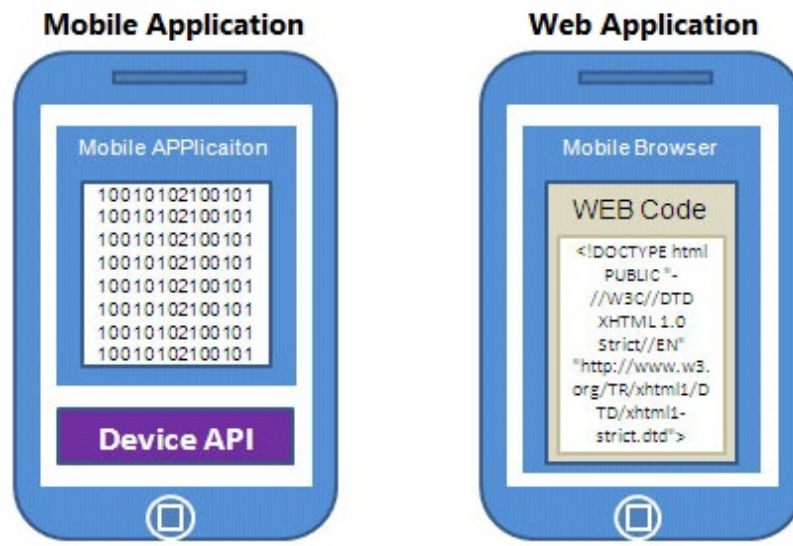 Mobile Application
Mobile APPlicaiton
10010102100101
10010102100101
10010102100101
10010102100101
10010102100101
10010102100101
10010102100101
10010102100101
Device API
Web Application
Mobile Browser
WEB Code
<!DOCTYPE html
PUBLIC "-
//W3C//DTD
XHTML 1.0
Strict//EN"
"http://www.w3.
org/TR/xhtml1/D
TD/xhtml1-
strict.dtd">